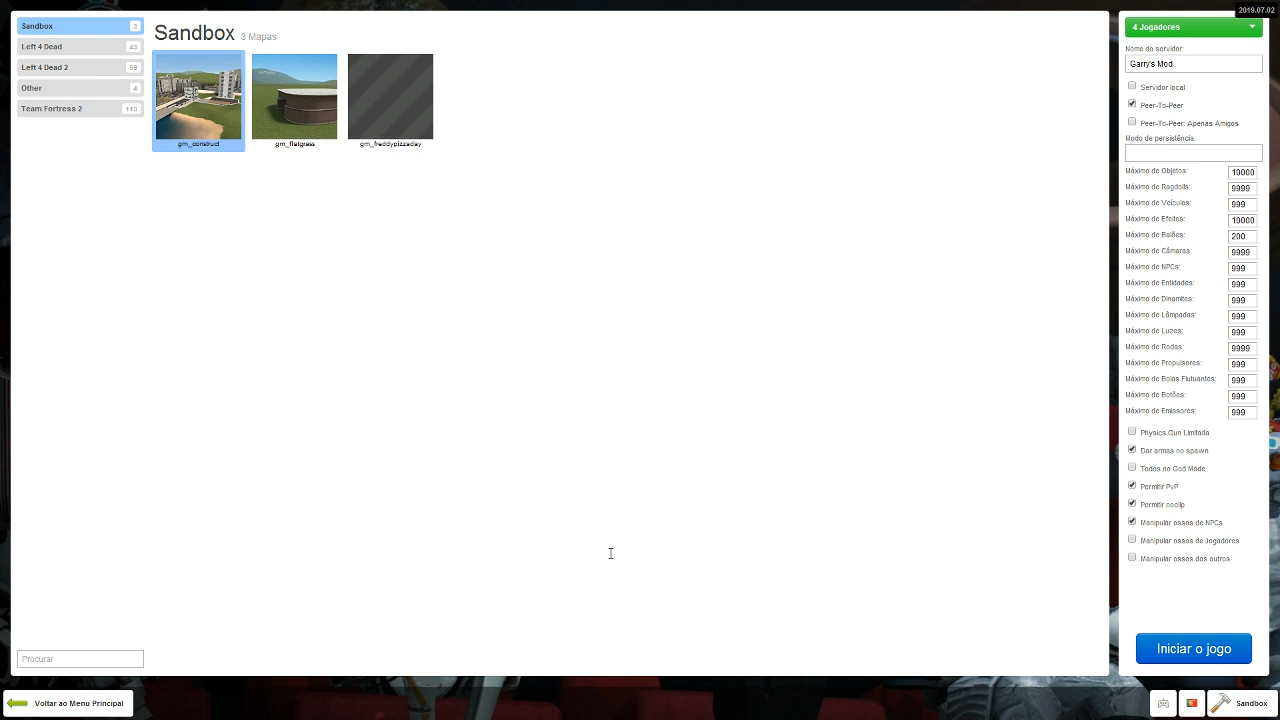 2019.07.02
Sandbox 3
Left 4 Dead 43
Left 4 Dead 2 59
Other 4
Team Fortress 2 113
Sandbox 3 Mapas
gm_construct
gm_flatgrass
gm_freddypizzaday
Procurar
Voltar ao Menu Principal
4 Jogadores
Nome do servidor:
Garry's Mod
Servidor local
Peer-To-Peer
Peer-To-Peer: Apenas Amigos
Modo de persistência:
Máximo de Objetos: 10000
Máximo de Ragdolls: 9999
Máximo de Veículos: 999
Máximo de Efeitos: 10000
Máximo de Balões: 200
Máximo de Câmaras: 9999
Máximo de NPCs: 999
Máximo de Entidades: 999
Máximo de Dinamites: 999
Máximo de Lâmpadas: 999
Máximo de Luzes: 999
Máximo de Rodas: 9999
Máximo de Propulsores: 999
Máximo de Bolas Flutuantes: 999
Máximo de Botões: 999
Máximo de Emissores: 999
Physics Gun Limitada
Dar armas no spawn
Todos no God Mode
Permitir PvP
Permitir noclip
Manipular ossos de NPCs
Manipular ossos de Jogadores
Manipular ossos dos outros
Iniciar o jogo
Sandbox